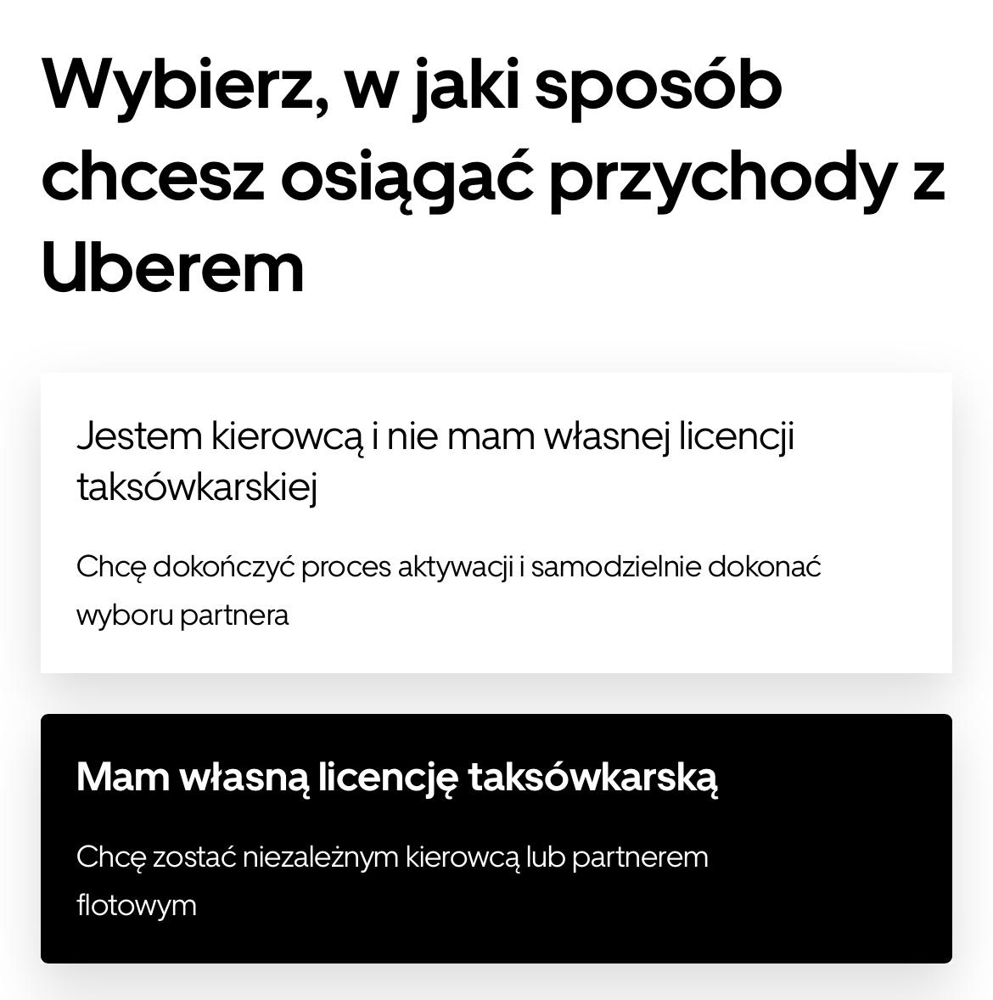 Wybierz, w jaki sposób
chcesz osiągać przychody z
Uberem
Jestem kierowcą i nie mam własnej licencji
taksówkarskiej
Chcę dokończyć proces aktywacji i samodzielnie dokonać
wyboru partnera
Mam własną licencję taksówkarską
Chcę zostać niezależnym kierowcą lub partnerem
flotowym